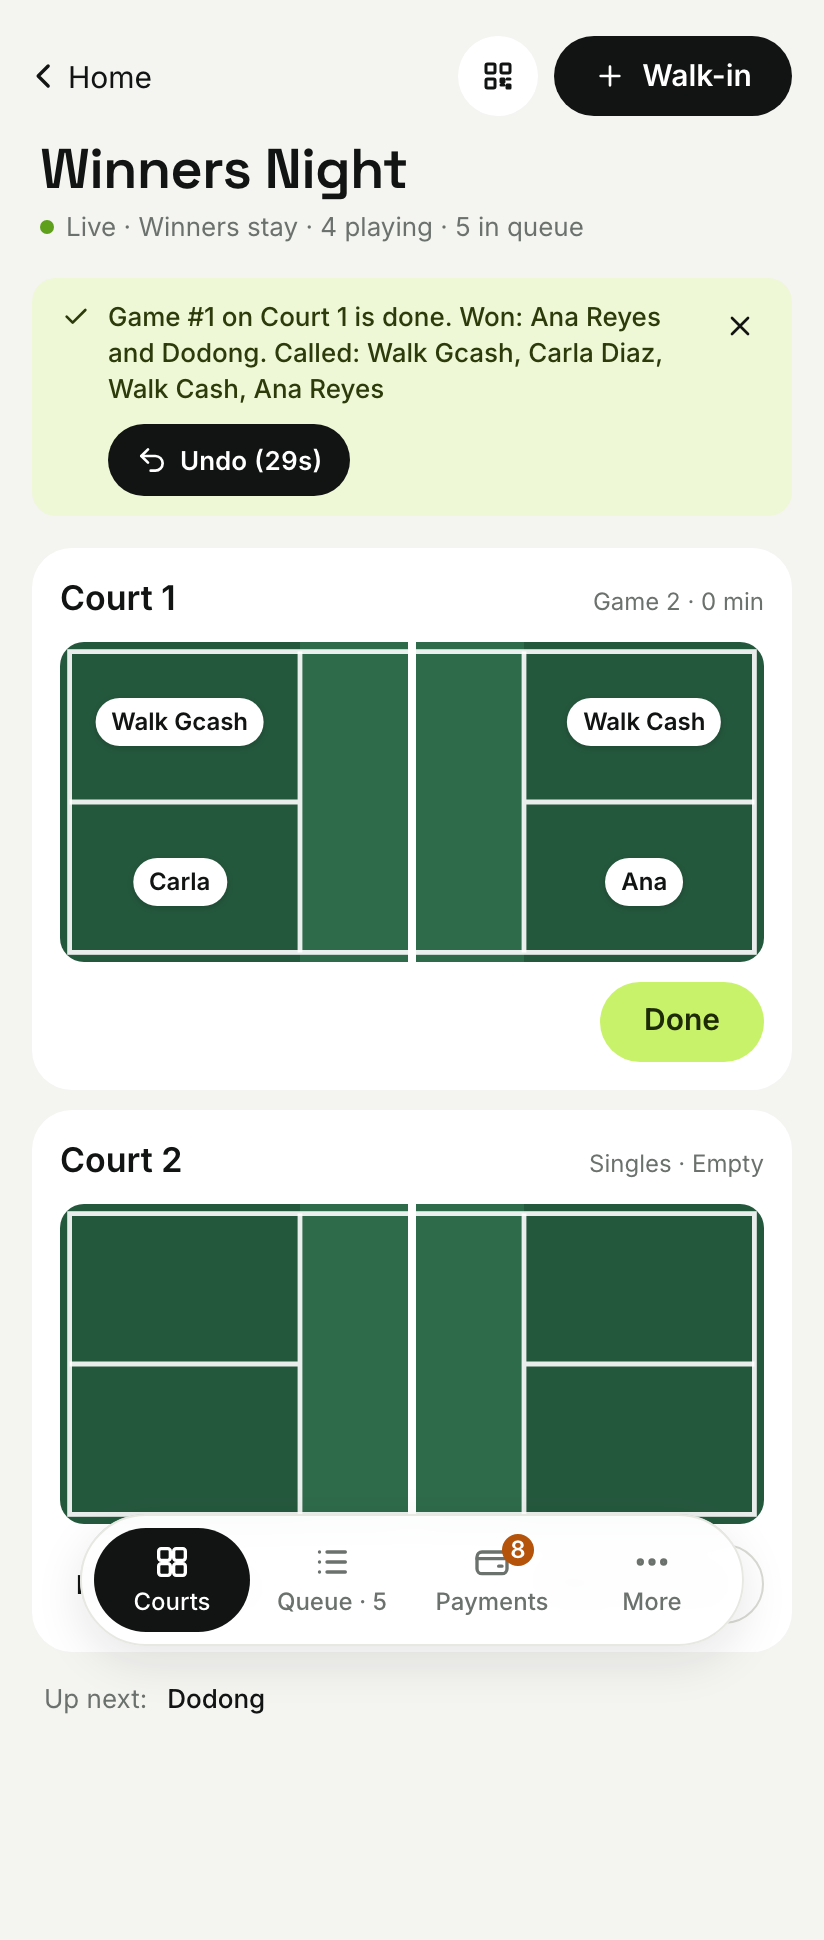 Home
Walk-in
Winners Night
Live · Winners stay · 4 playing · 5 in queue
Game #1 on Court 1 is done. Won: Ana Reyes
and Dodong. Called: Walk Gcash, Carla Diaz,
Walk Cash, Ana Reyes
Undo (29s)
Court 1
Game 2 · 0 min
Walk Gcash
Walk Cash
Carla
Ana
Done
Court 2
Singles · Empty
8
Courts
Queue · 5
Payments
More
Up next: Dodong